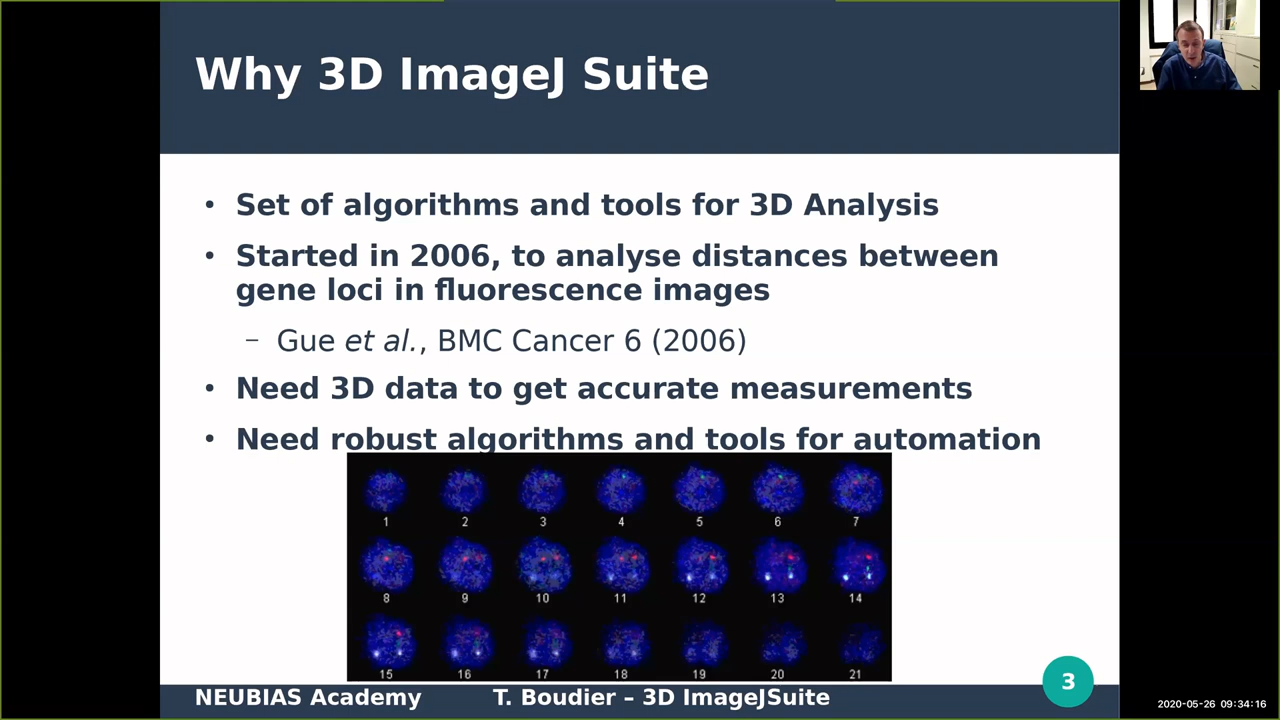 Why 3D ImageJ Suite
• Set of algorithms and tools for 3D Analysis
• Started in 2006, to analyse distances between
gene loci in fluorescence images
– Gue et al., BMC Cancer 6 (2006)
• Need 3D data to get accurate measurements
• Need robust algorithms and tools for automation
1 2 3 4 5 6 7
8 9 10 11 12 13 14
15 16 17 18 19 20 21
NEUBIAS Academy T. Boudier – 3D ImageJSuite 3
2020-05-26 09:34:16